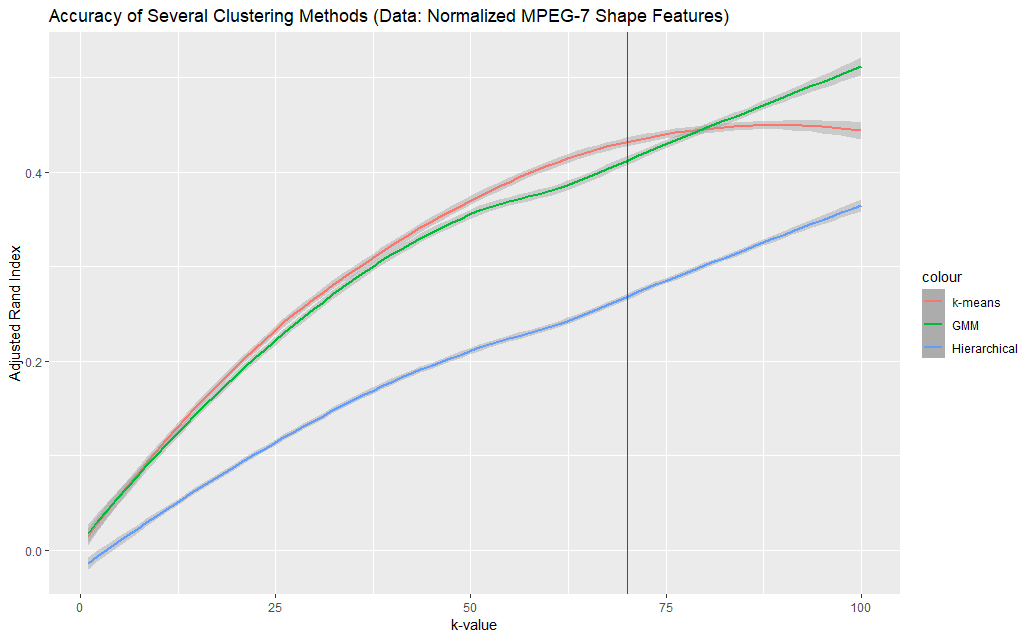 Accuracy of Several Clustering Methods (Data: Normalized MPEG-7 Shape Features)
Adjusted Rand Index
0.4
0.2
0.0
0
25
50
75
100
k-value
colour
k-means
GMM
Hierarchical